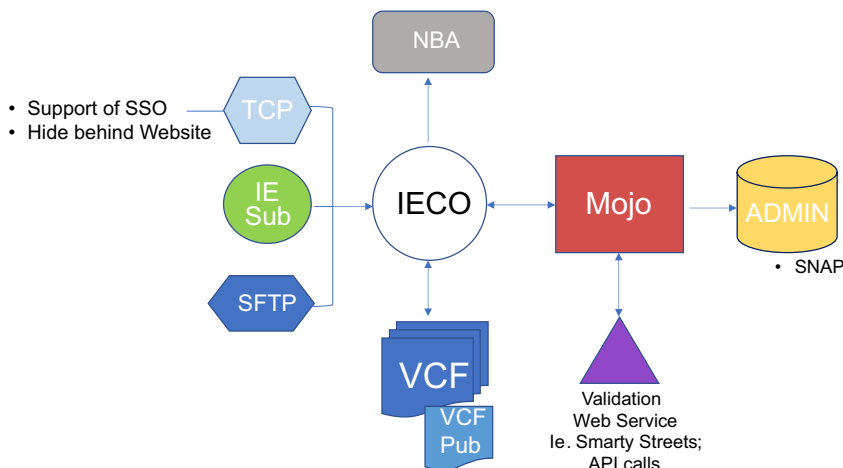 NBA
• Support of SSO
• Hide behind Website
TCP
IE
Sub
IECO
Mojo
ADMIN
• SNAP
SFTP
VCF
VCF
Pub
Validation
Web Service
Ie. Smarty Streets;
API calls